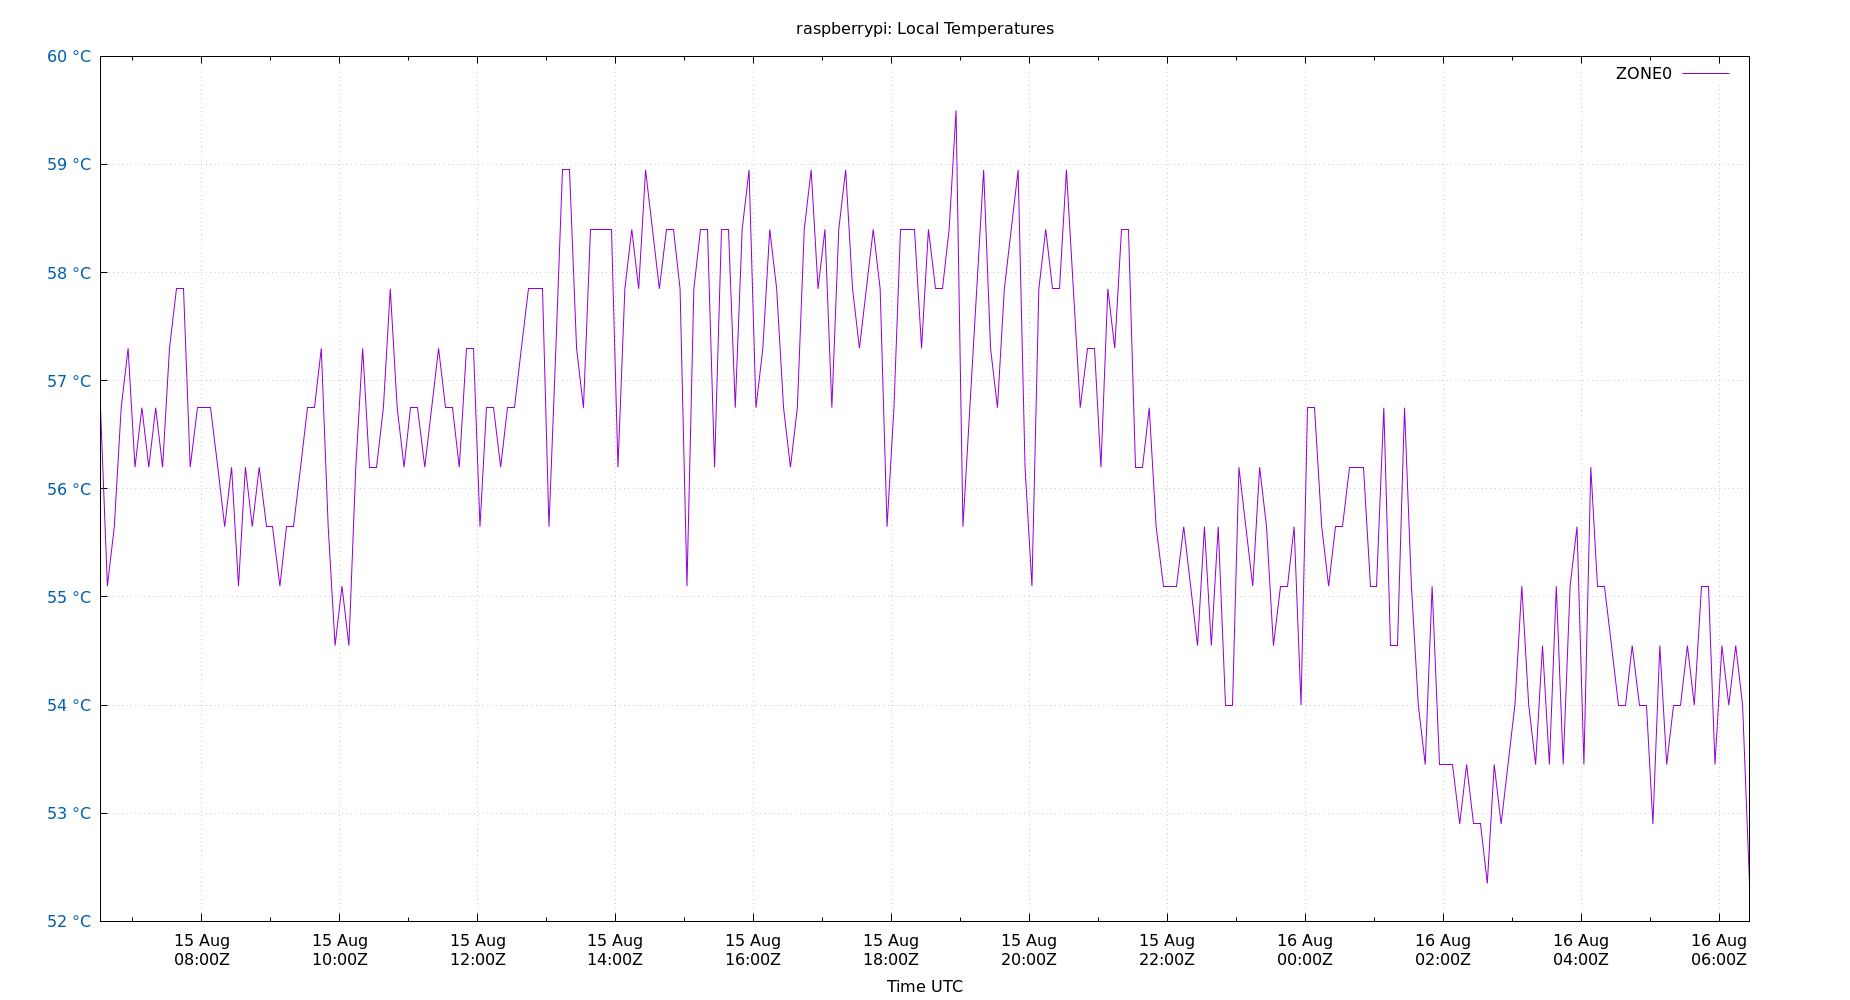 raspberrypi: Local Temperatures
ZONE0
60 °C
59 °C
58 °C
57 °C
56 °C
55 °C
54 °C
53 °C
52 °C
15 Aug 15 Aug 15 Aug 15 Aug 15 Aug 15 Aug 15 Aug 15 Aug 16 Aug 16 Aug 16 Aug 16 Aug
08:00Z 10:00Z 12:00Z 14:00Z 16:00Z 18:00Z 20:00Z 22:00Z 00:00Z 02:00Z 04:00Z 06:00Z
Time UTC